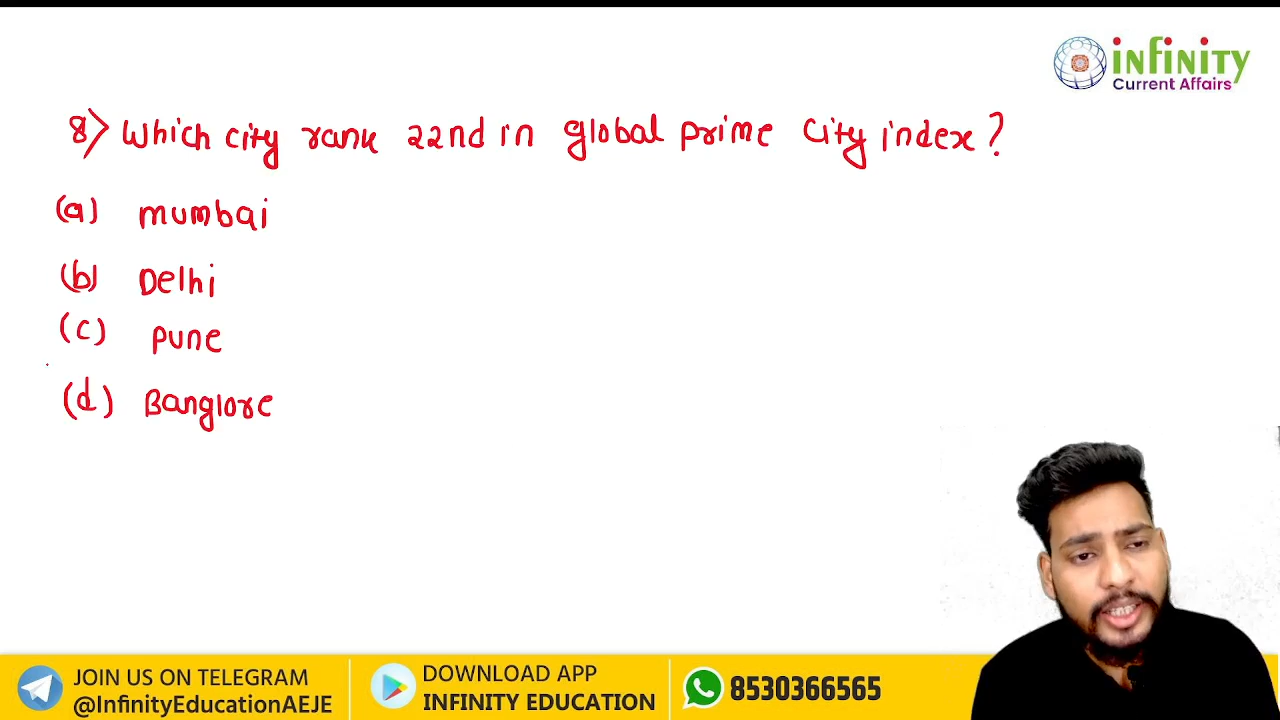 infinity
Current Affairs
8) Which city rank 22nd in global prime city index?
(a) mumbai
(b) Delhi
(c) pune
(d) Banglore
JOIN US ON TELEGRAM
@InfinityEducationAEJE
DOWNLOAD APP
INFINITY EDUCATION
8530366565